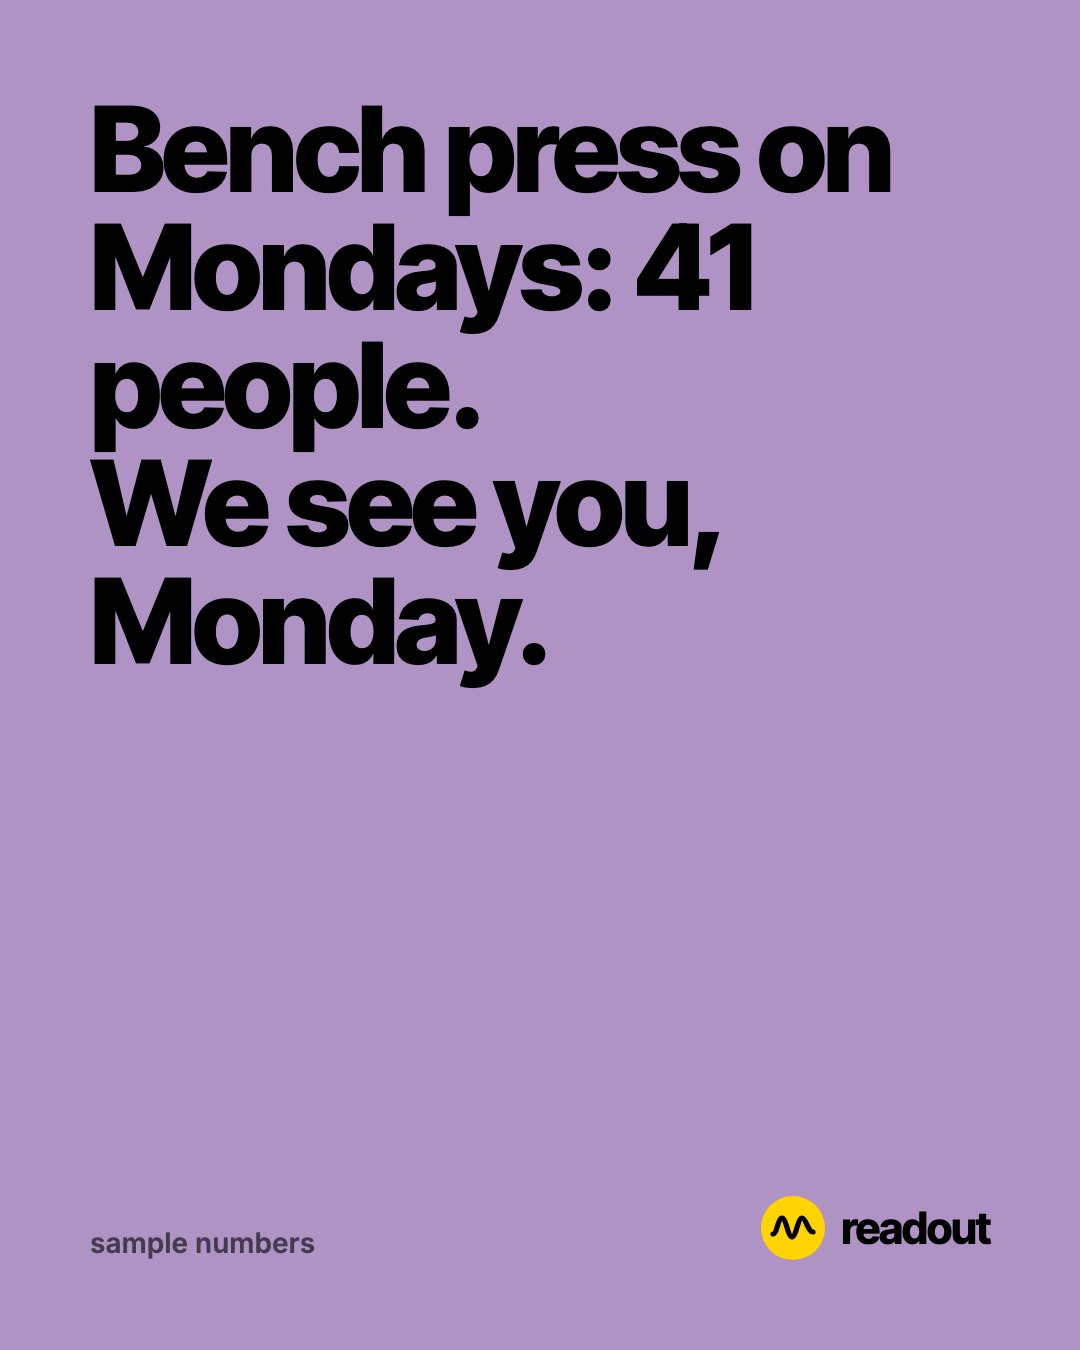 Bench press on
Mondays: 41
people.
We see you,
Monday.
sample numbers
readout